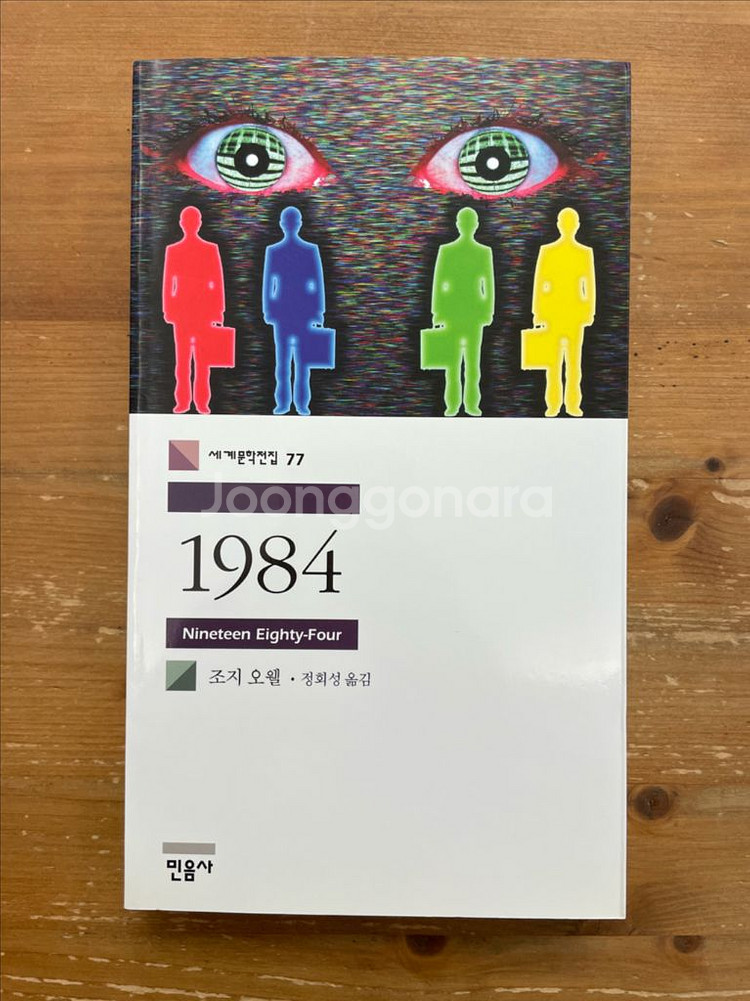 세계문학전집 77
Joonggonara
1984
Nineteen Eighty-Four
조지 오웰 · 정회성 옮김
민음사